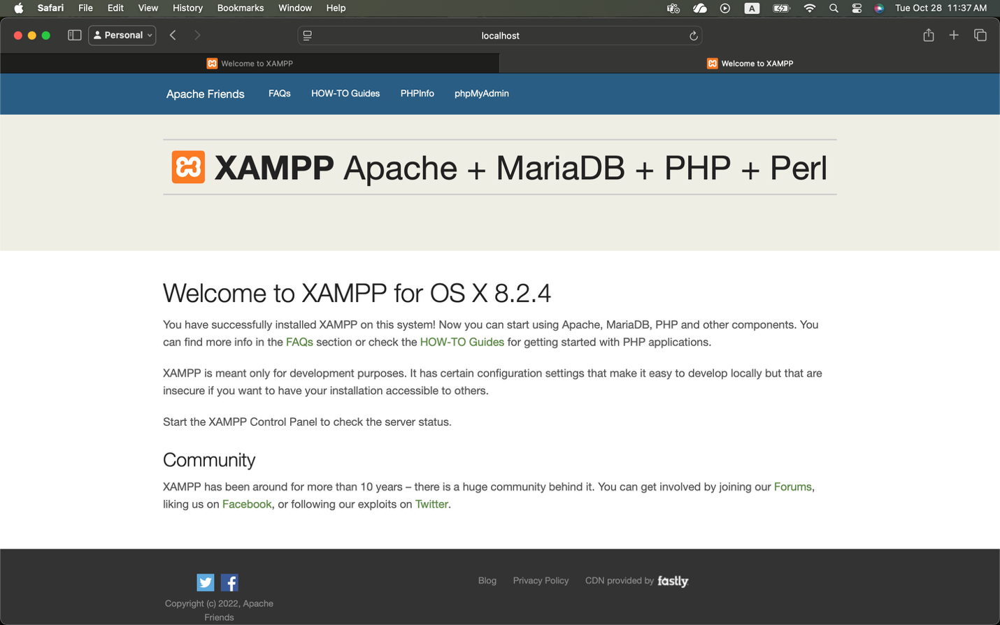 Safari File Edit View History Bookmarks Window Help A Tue Oct 28 11:37 AM
Personal localhost
Welcome to XAMPP Welcome to XAMPP
Apache Friends FAQs HOW-TO Guides PHPInfo phpMyAdmin
XAMPP Apache + MariaDB + PHP + Perl
Welcome to XAMPP for OS X 8.2.4
You have successfully installed XAMPP on this system! Now you can start using Apache, MariaDB, PHP and other components. You
can find more info in the FAQs section or check the HOW-TO Guides for getting started with PHP applications.
XAMPP is meant only for development purposes. It has certain configuration settings that make it easy to develop locally but that are
insecure if you want to have your installation accessible to others.
Start the XAMPP Control Panel to check the server status.
Community
XAMPP has been around for more than 10 years – there is a huge community behind it. You can get involved by joining our Forums,
liking us on Facebook, or following our exploits on Twitter.
Blog Privacy Policy CDN provided by fastly
Copyright (c) 2022, Apache
Friends